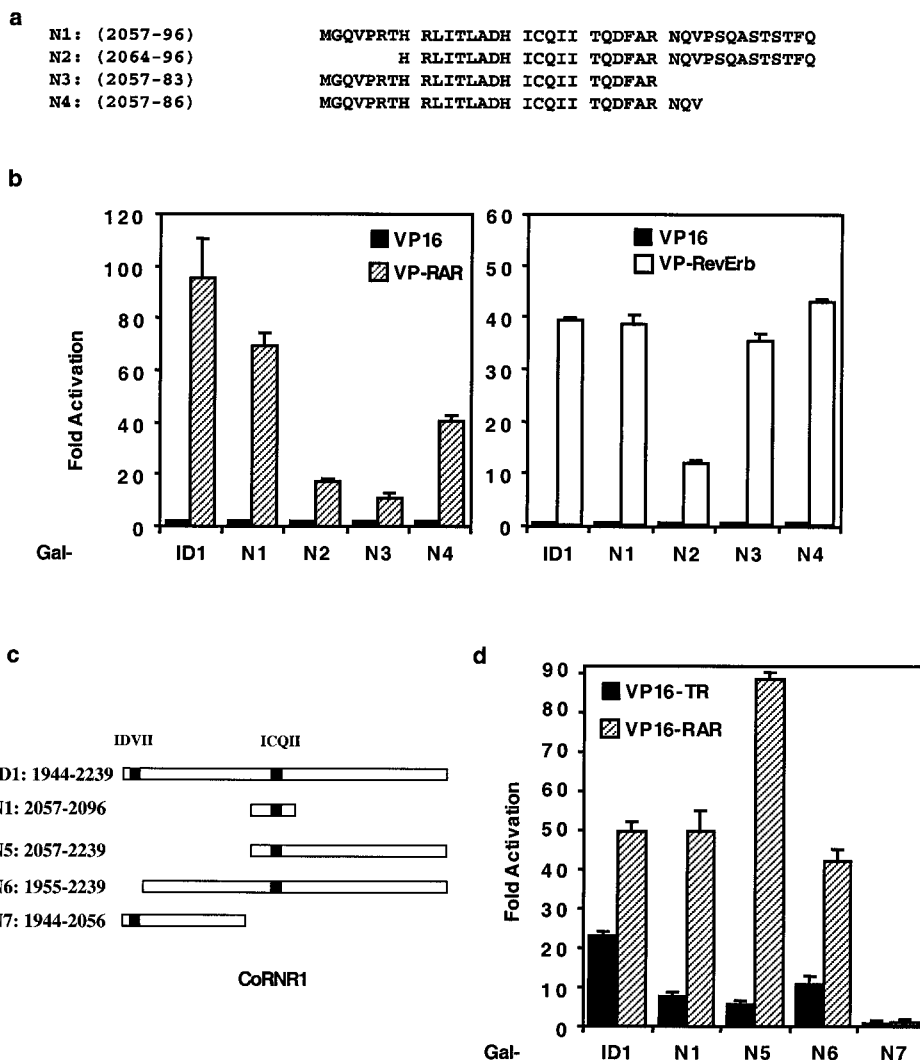 a
N1: (2057-96) MGQVPRTH RLITLADH ICQII TQDFAR NQVPSQASTSTFQ
N2: (2064-96) H RLITLADH ICQII TQDFAR NQVPSQASTSTFQ
N3: (2057-83) MGQVPRTH RLITLADH ICQII TQDFAR
N4: (2057-86) MGQVPRTH RLITLADH ICQII TQDFAR NQV
b
120
100
80
60
40
20
0
Fold Activation
VP16
VP-RAR
60
50
40
30
20
10
0
VP16
VP-RevErb
Gal- ID1 N1 N2 N3 N4 ID1 N1 N2 N3 N4
c
IDVII ICQII
D1: 1944-2239
N1: 2057-2096
N5: 2057-2239
N6: 1955-2239
N7: 1944-2056
CoRNR1
d
90
80
70
60
50
40
30
20
10
0
Fold Activation
VP16-TR
VP16-RAR
Gal- ID1 N1 N5 N6 N7